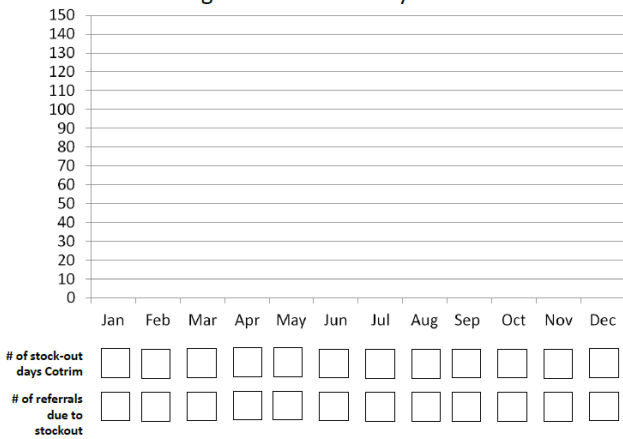 150
140
130
120
110
100
90
80
70
60
50
40
30
20
10
0
Jan Feb Mar Apr May Jun Jul Aug Sep Oct Nov Dec
# of stock-out
days Cotrim
# of referrals
due to
stockout